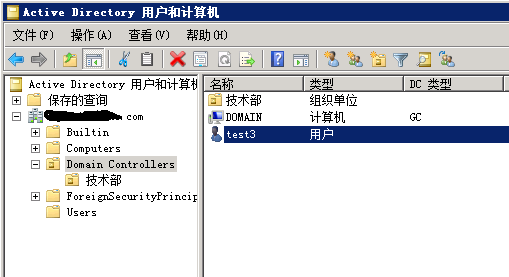 Active Directory 用户和计算机
文件(F) 操作(A) 查看(V) 帮助(H)
Active Directory 用户和计算机
保存的查询
com
Builtin
Computers
Domain Controllers
技术部
ForeignSecurityPrincip
Users
名称 类型 DC 类型
技术部 组织单位
DOMAIN 计算机 GC
test3 用户